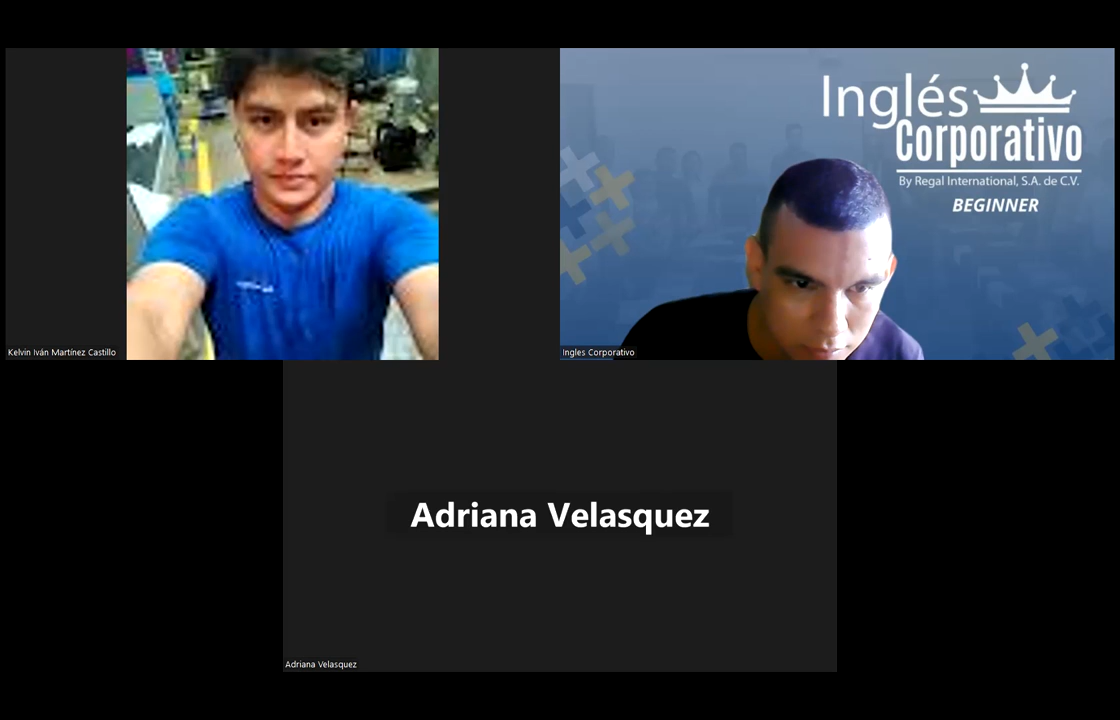 Inglés
Corporativo
By Regal International, S.A. de C.V.
BEGINNER
Kelvin Iván Martínez Castillo
Ingles Corporativo
Adriana Velasquez
Adriana Velasquez